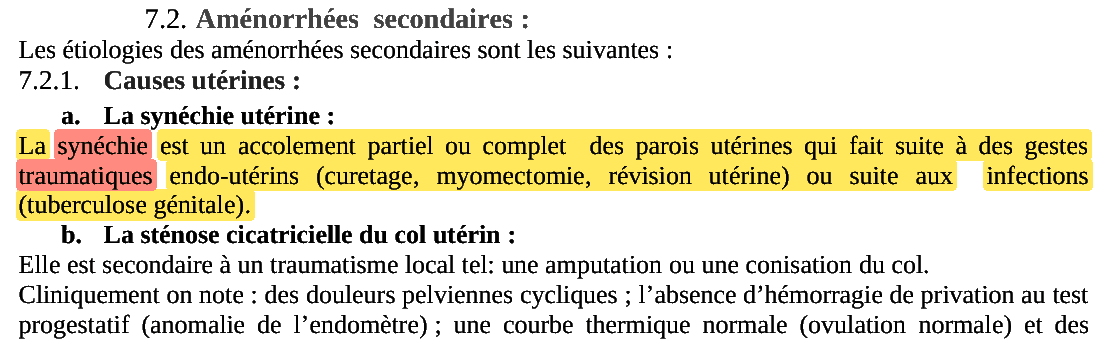 7.2. Aménorrhées secondaires :
Les étiologies des aménorrhées secondaires sont les suivantes :
7.2.1. Causes utérines :
a. La synéchie utérine :
La synéchie est un accolement partiel ou complet des parois utérines qui fait suite à des gestes
traumatiques endo-utérins (curetage, myomectomie, révision utérine) ou suite aux infections
(tuberculose génitale).
b. La sténose cicatricielle du col utérin :
Elle est secondaire à un traumatisme local tel: une amputation ou une conisation du col.
Cliniquement on note : des douleurs pelviennes cycliques ; l’absence d’hémorragie de privation au test
progestatif (anomalie de l’endomètre) ; une courbe thermique normale (ovulation normale) et des